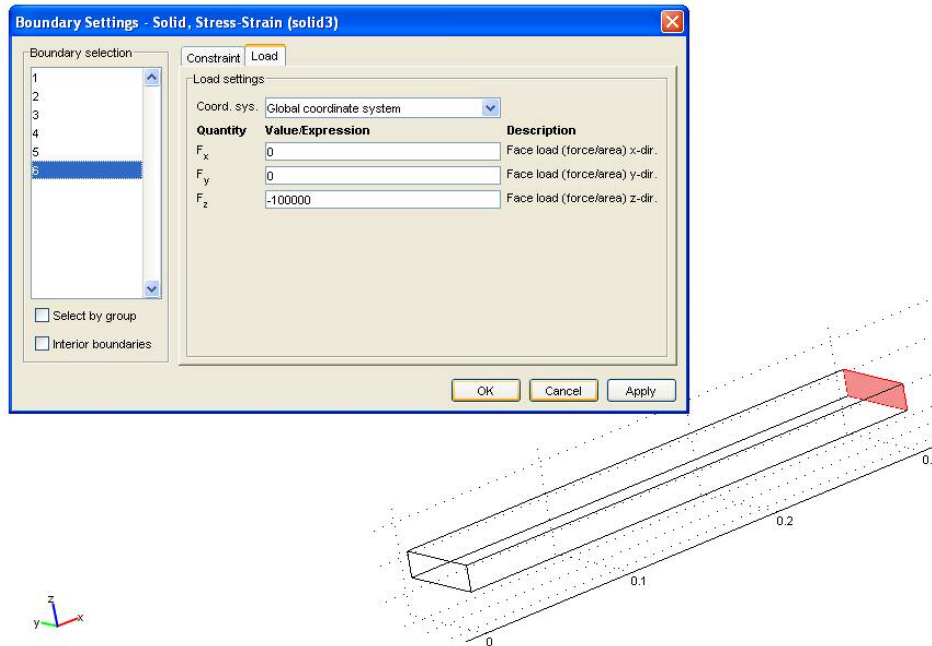 Boundary Settings - Solid, Stress-Strain (solid3)
Boundary selection
1
2
3
4
5
6
Select by group
Interior boundaries
Constraint Load
Load settings
Coord. sys. Global coordinate system
Quantity Value/Expression Description
Fx 0 Face load (force/area) x-dir.
Fy 0 Face load (force/area) y-dir.
Fz -100000 Face load (force/area) z-dir.
OK Cancel Apply
0.
0.2
0.1
0
z
y x